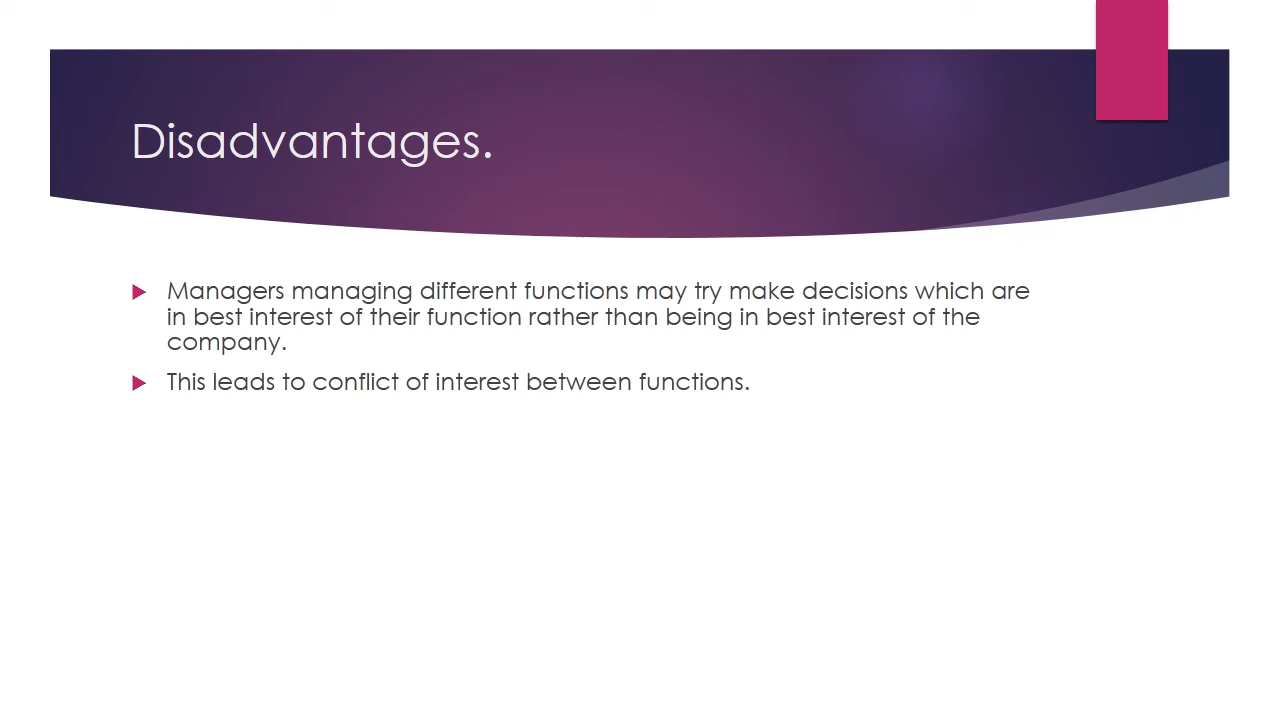 Disadvantages.
Managers managing different functions may try make decisions which are
in best interest of their function rather than being in best interest of the
company.
This leads to conflict of interest between functions.